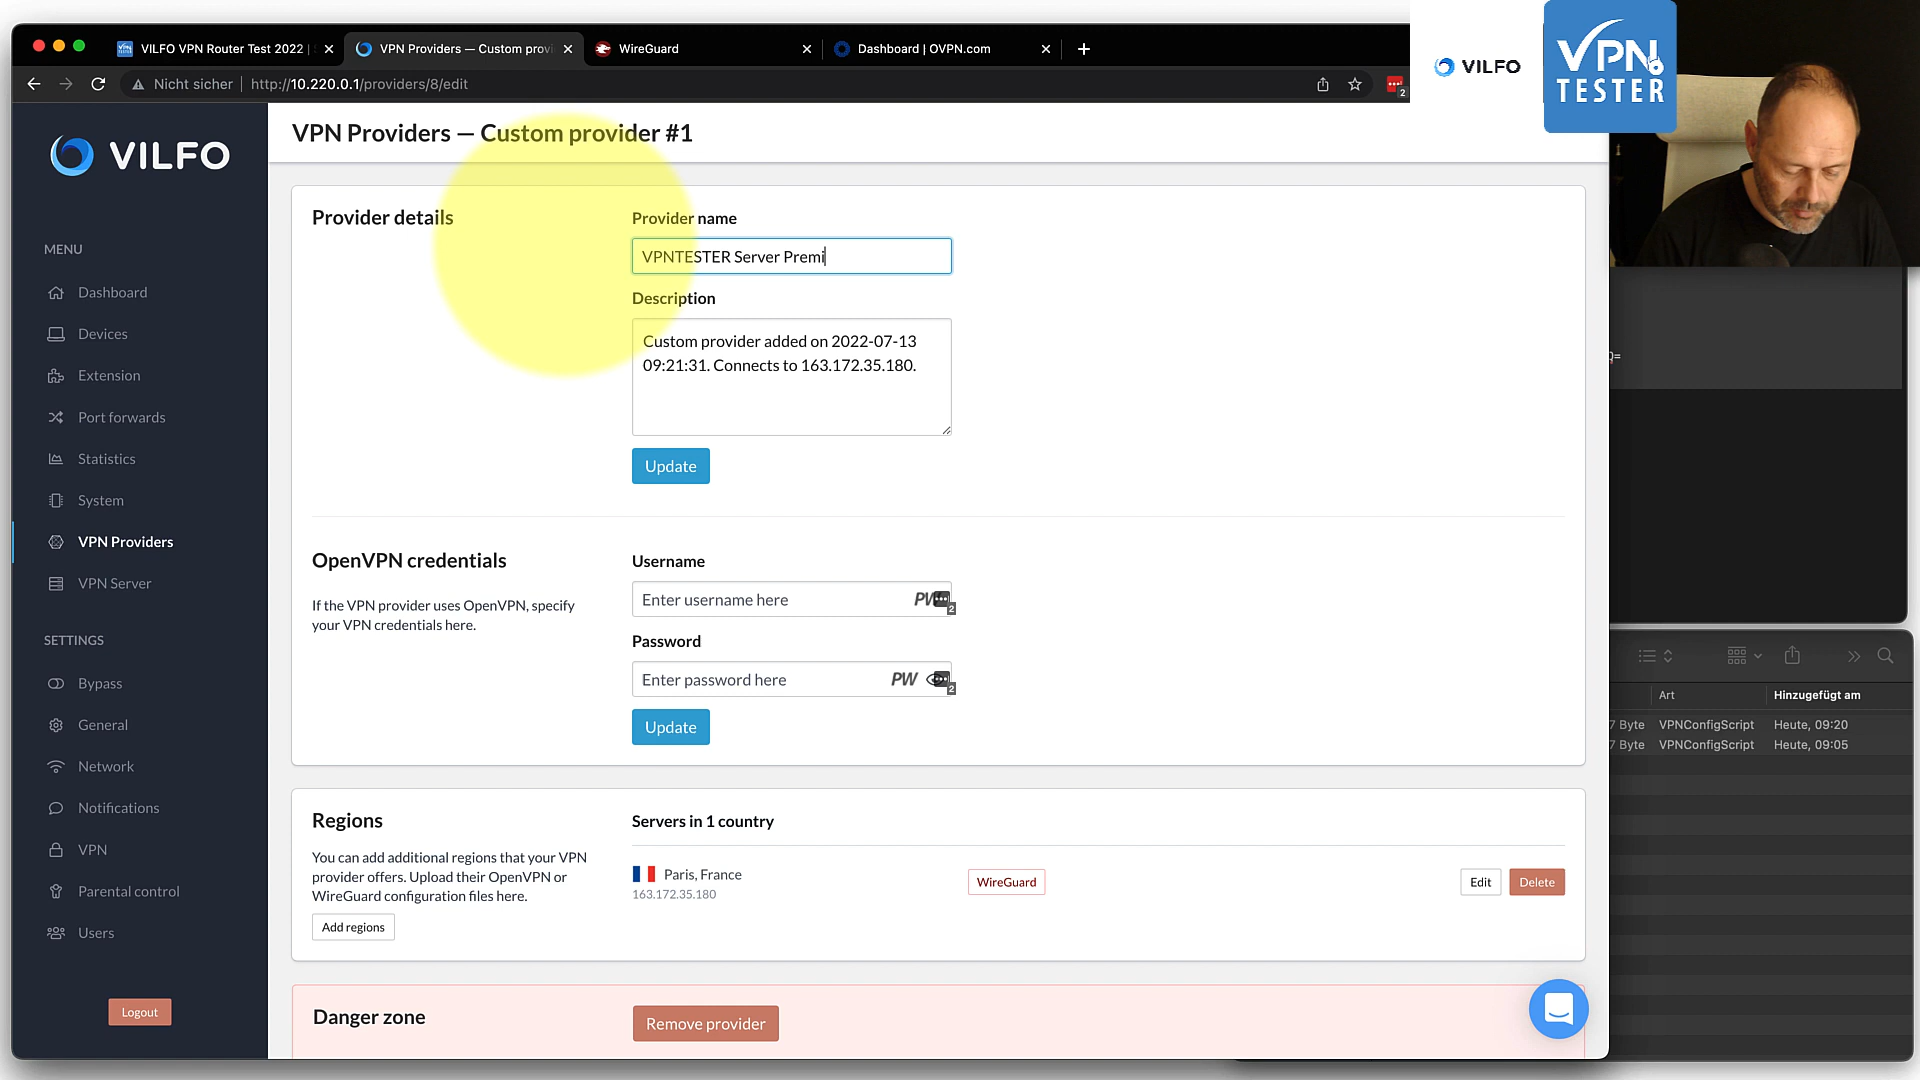 VILFO VPN Router Test 2022 |
VPN Providers — Custom provi
WireGuard
Dashboard | OVPN.com
Nicht sicher
http://10.220.0.1/providers/8/edit
2
VILFO
VPN
TESTER
VILFO
MENU
Dashboard
Devices
Extension
Port forwards
Statistics
System
VPN Providers
VPN Server
SETTINGS
Bypass
General
Network
Notifications
VPN
Parental control
Users
Logout
VPN Providers — Custom provider #1
Provider details
Provider name
VPNTESTER Server Premi
Description
Custom provider added on 2022-07-13
09:21:31. Connects to 163.172.35.180.
Update
OpenVPN credentials
If the VPN provider uses OpenVPN, specify
your VPN credentials here.
Username
Enter username here
2
Password
Enter password here
PW
2
Update
Regions
You can add additional regions that your VPN
provider offers. Upload their OpenVPN or
WireGuard configuration files here.
Add regions
Servers in 1 country
Paris, France
163.172.35.180
WireGuard
Edit
Delete
Danger zone
Remove provider
Art
Hinzugefügt am
7 Byte
VPNConfigScript
Heute, 09:20
7 Byte
VPNConfigScript
Heute, 09:05